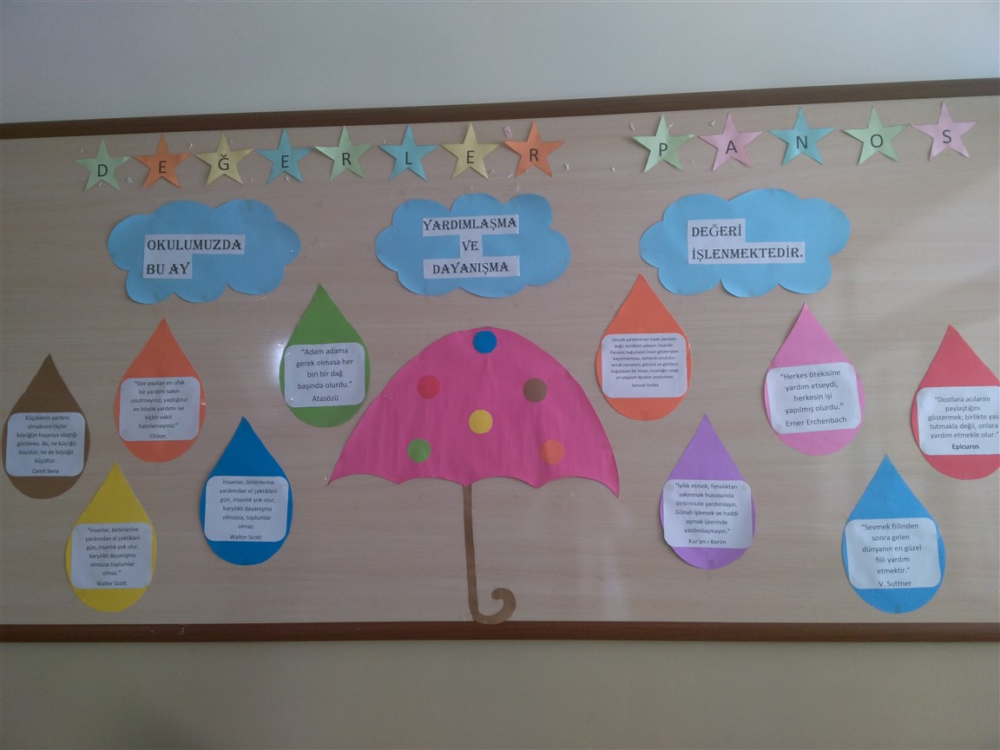 DEĞERLER PANOS
OKULUMUZDA
BU AY
YARDIMLAŞMA
VE
DAYANIŞMA
DEĞERİ
İŞLENMEKTEDİR.
Küçüklerin yardımı
olmaksızın hiçbir
büyüğün başarıya ulaştığı
görülmez. Bu, ne küçüğü
büyütür, ne de büyüğü
küçültür.
Cemil Sena
"Size yapılan en ufak
bir yardımı sakın
unutmayınız, yaptığınız
en büyük yardımı ise
hiçbir vakit
hatırlamayınız."
Chilon
"Adam adama
gerek olmasa her
biri bir dağ
başında olurdu."
Atasözü
"İnsanlar, birbirlerine
yardımdan el çektikleri
gün, insanlık yok olur,
karşılıklı dayanışma
olmazsa toplumlar
olmaz."
Walter Scott
İnsanlar, birbirlerine
yardımdan el çektikleri
gün, insanlık yok olur,
karşılıklı dayanışma
olmazsa, toplumlar
olmaz.
Walter Scott
Gerçek yardımsever insan parasını
değil, kendisini adayan insandır.
Parasını bağışlayan insan gösterişten
kaçınmamışsa, zamanla unutulur;
ancak zamanını, gücünü ve gönlünü
bağışlayan bir insan, insanlığın sevgi
ve saygısını kazanır unutulmaz.
Samuel
"Herkes ötekisine
yardım etseydi,
herkesin işi
yapılmış olurdu."
Erner Erchenbach
"Dostlara acılarını
paylaştığını
göstermek; birlikte yas
tutmakla değil, onlara
yardım etmekle olur."
Epicuros
"İyilik etmek, fenalıktan
sakınmak hususunda
birbirinizle yardımlaşın.
Günah işlemek ve haddi
aşmak üzerinde
yardımlaşmayın."
Kur'an-ı Kerim
"Sevmek fiilinden
sonra gelen
dünyanın en güzel
fiili yardım
etmektir."
V. Suttner